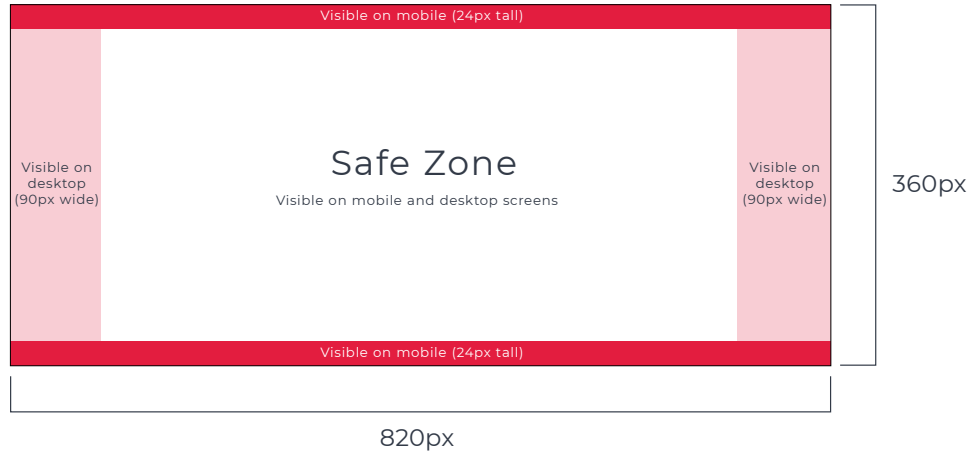 Visible on mobile (24px tall)
Visible on
desktop
(90px wide)
Safe Zone
Visible on mobile and desktop screens
Visible on
desktop
(90px wide)
360px
Visible on mobile (24px tall)
820px